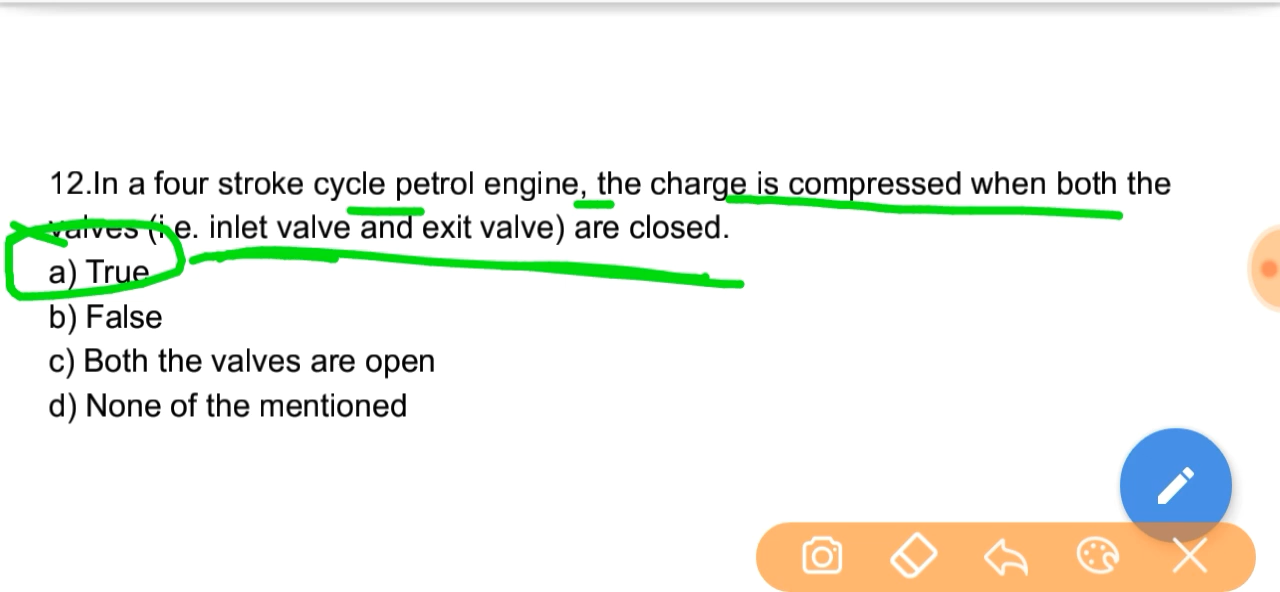 12.In a four stroke cycle petrol engine, the charge is compressed when both the
valves (i.e. inlet valve and exit valve) are closed.
a) True
b) False
c) Both the valves are open
d) None of the mentioned